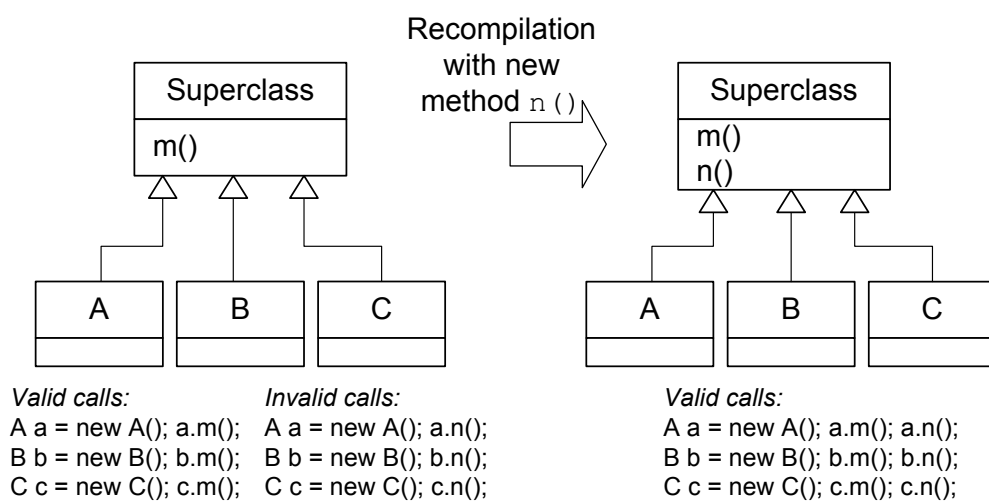 Recompilation
with new
method n()
Superclass
m()
A
B
C
Valid calls:
A a = new A(); a.m();
B b = new B(); b.m();
C c = new C(); c.m();
Invalid calls:
A a = new A(); a.n();
B b = new B(); b.n();
C c = new C(); c.n();
Superclass
m()
n()
A
B
C
Valid calls:
A a = new A(); a.m(); a.n();
B b = new B(); b.m(); b.n();
C c = new C(); c.m(); c.n();